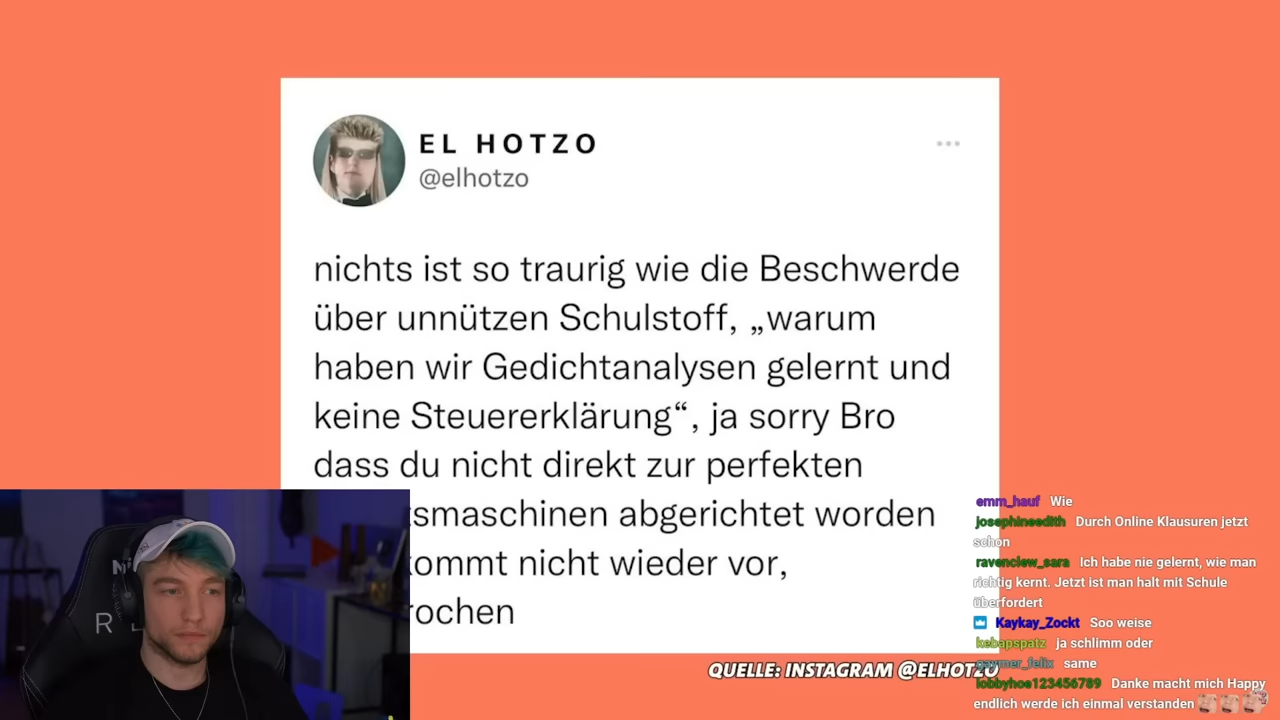 EL HOTZO
@elhotzo
nichts ist so traurig wie die Beschwerde
über unnützen Schulstoff, „warum
haben wir Gedichtanalysen gelernt und
keine Steuererklärung“, ja sorry Bro
dass du nicht direkt zur perfekten
tsmaschinen abgerichtet worden
kommt nicht wieder vor,
rochen
QUELLE: INSTAGRAM @ELHOTZO
emm_hauf Wie
josephineedith Durch Online Klausuren jetzt
schon
ravenclew_sara Ich habe nie gelernt, wie man
richtig kernt. Jetzt ist man halt mit Schule
überfordert
Kaykay_Zockt Soo weise
kebapspatz ja schlimm oder
gaymer_felix same
lobbyhoe123456789 Danke macht mich Happy
endlich werde ich einmal verstanden